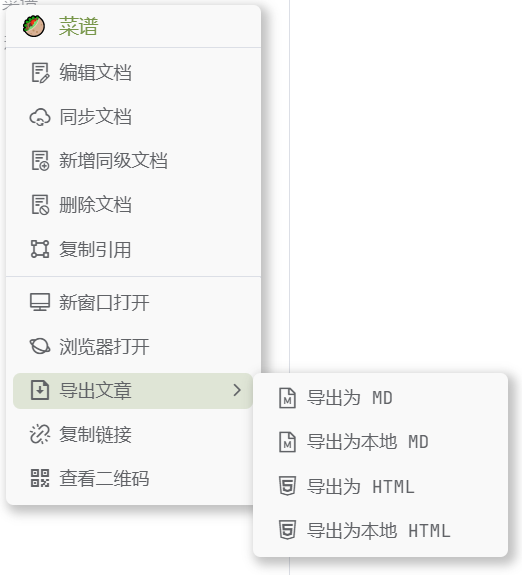 菜谱
编辑文档
同步文档
新增同级文档
删除文档
复制引用
新窗口打开
浏览器打开
导出文章
复制链接
查看二维码
导出为 MD
导出为本地 MD
导出为 HTML
导出为本地 HTML